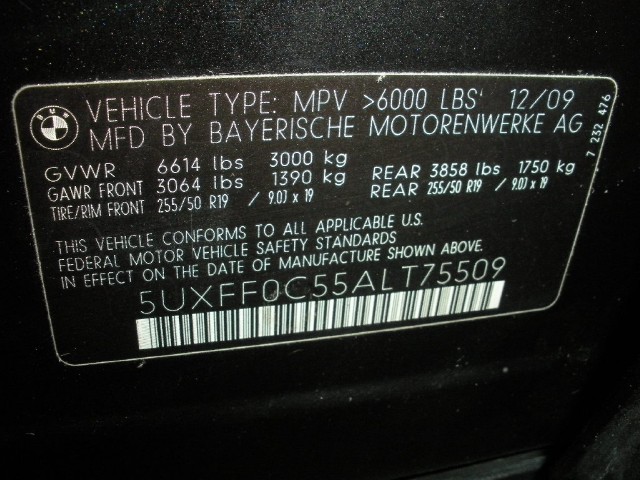 BMW
VEHICLE TYPE: MPV >6000 LBS' 12/09
MFD BY BAYERISCHE MOTORENWERKE AG
7 232 476
GVWR 6614 lbs 3000 kg
GAWR FRONT 3064 lbs 1390 kg REAR 3858 lbs 1750 kg
TIRE/RIM FRONT 255/50 R19 / 9.0J x 19 REAR 255/50 R19 / 9.0J x 19
THIS VEHICLE CONFORMS TO ALL APPLICABLE U.S.
FEDERAL MOTOR VEHICLE SAFETY STANDARDS
IN EFFECT ON THE DATE OF MANUFACTURE SHOWN ABOVE.
5UXFF0C55ALT75509